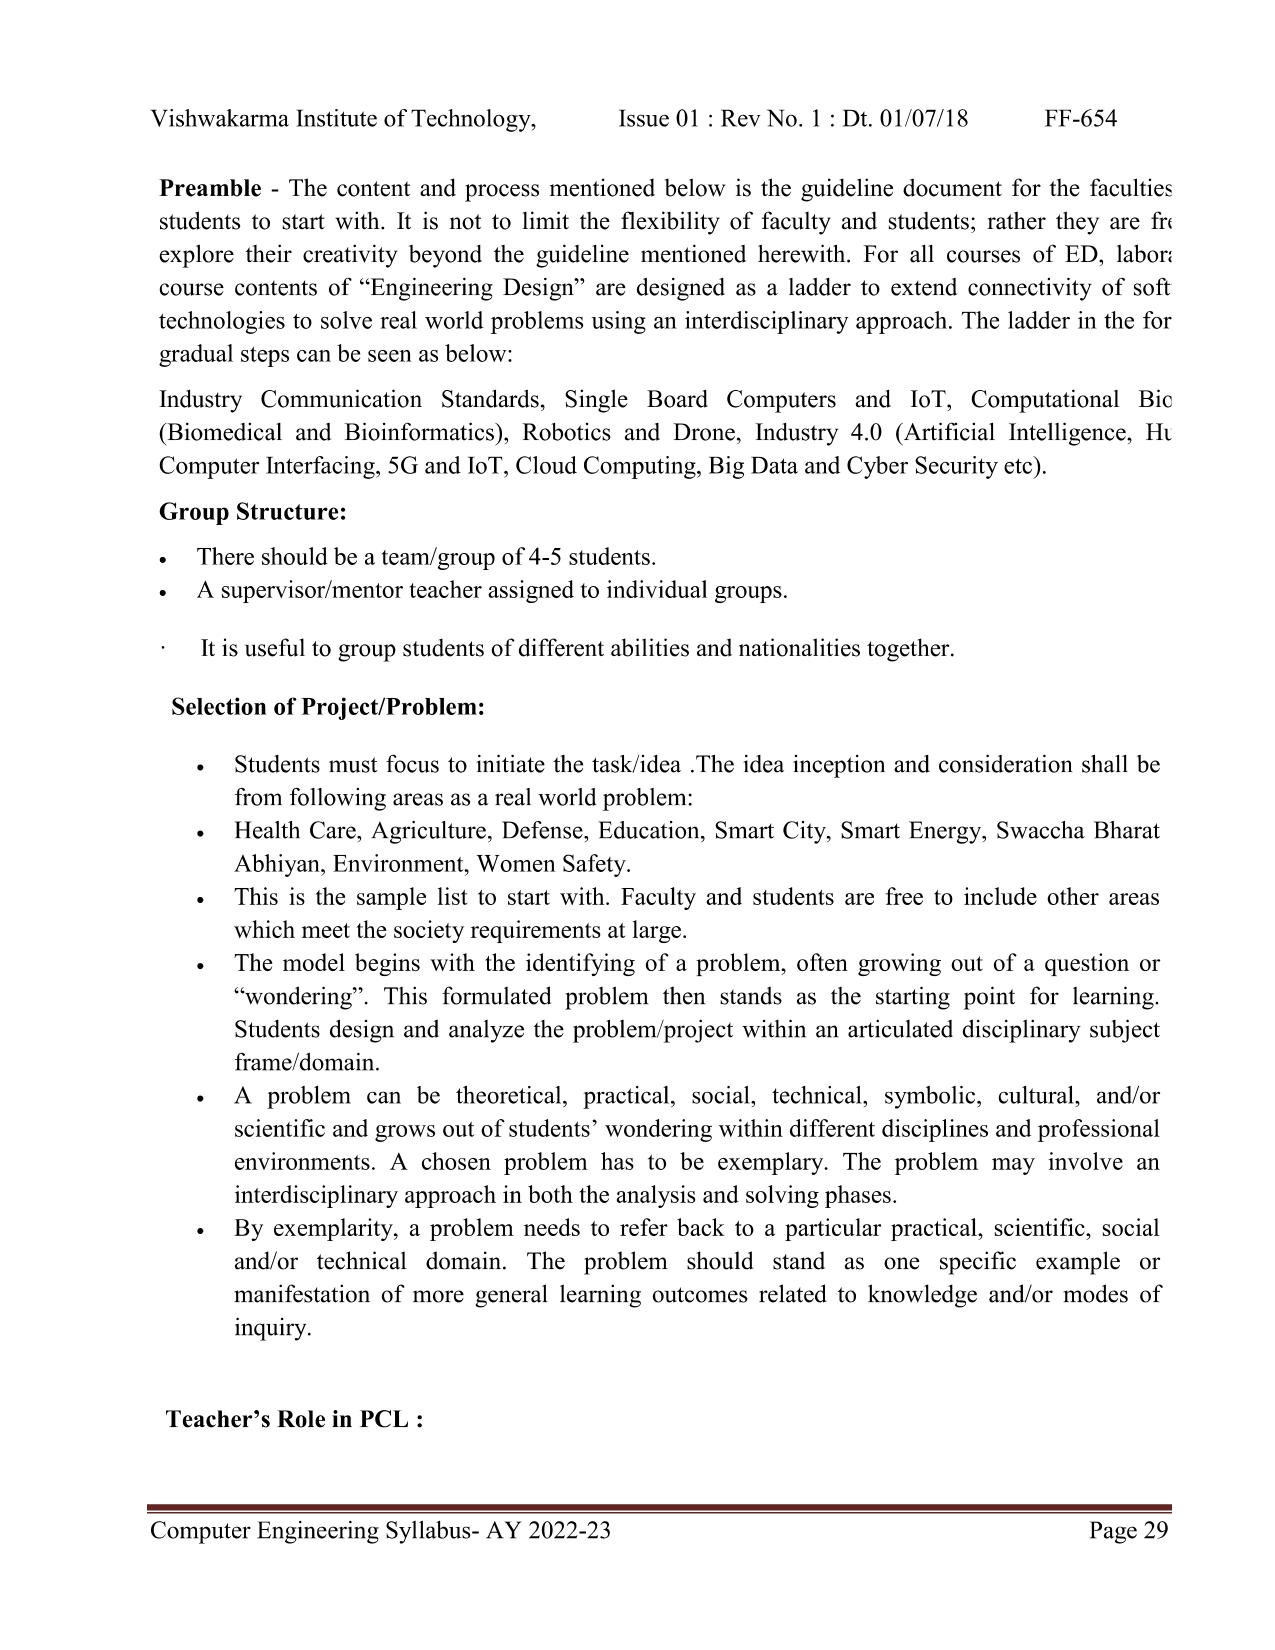 Vishwakarma Institute of Technology, Issue 01 : Rev No. 1 : Dt. 01/07/18 FF-654
Preamble - The content and process mentioned below is the guideline document for the faculties
students to start with. It is not to limit the flexibility of faculty and students; rather they are
explore their creativity beyond the guideline mentioned herewith. For all courses of ED,
course contents of “Engineering Design” are designed as a ladder to extend connectivity of
technologies to solve real world problems using an interdisciplinary approach. The ladder in the
gradual steps can be seen as below:
Industry Communication Standards, Single Board Computers and IoT, Computational
(Biomedical and Bioinformatics), Robotics and Drone, Industry 4.0 (Artificial Intelligence,
Computer Interfacing, 5G and IoT, Cloud Computing, Big Data and Cyber Security etc).
Group Structure:
• There should be a team/group of 4-5 students.
• A supervisor/mentor teacher assigned to individual groups.
· It is useful to group students of different abilities and nationalities together.
Selection of Project/Problem:
• Students must focus to initiate the task/idea .The idea inception and consideration shall be
from following areas as a real world problem:
• Health Care, Agriculture, Defense, Education, Smart City, Smart Energy, Swaccha Bharat
Abhiyan, Environment, Women Safety.
• This is the sample list to start with. Faculty and students are free to include other areas
which meet the society requirements at large.
• The model begins with the identifying of a problem, often growing out of a question or
“wondering”. This formulated problem then stands as the starting point for learning.
Students design and analyze the problem/project within an articulated disciplinary subject
frame/domain.
• A problem can be theoretical, practical, social, technical, symbolic, cultural, and/or
scientific and grows out of students’ wondering within different disciplines and professional
environments. A chosen problem has to be exemplary. The problem may involve an
interdisciplinary approach in both the analysis and solving phases.
• By exemplarity, a problem needs to refer back to a particular practical, scientific, social
and/or technical domain. The problem should stand as one specific example or
manifestation of more general learning outcomes related to knowledge and/or modes of
inquiry.
Teacher’s Role in PCL :
Computer Engineering Syllabus- AY 2022-23 Page 29